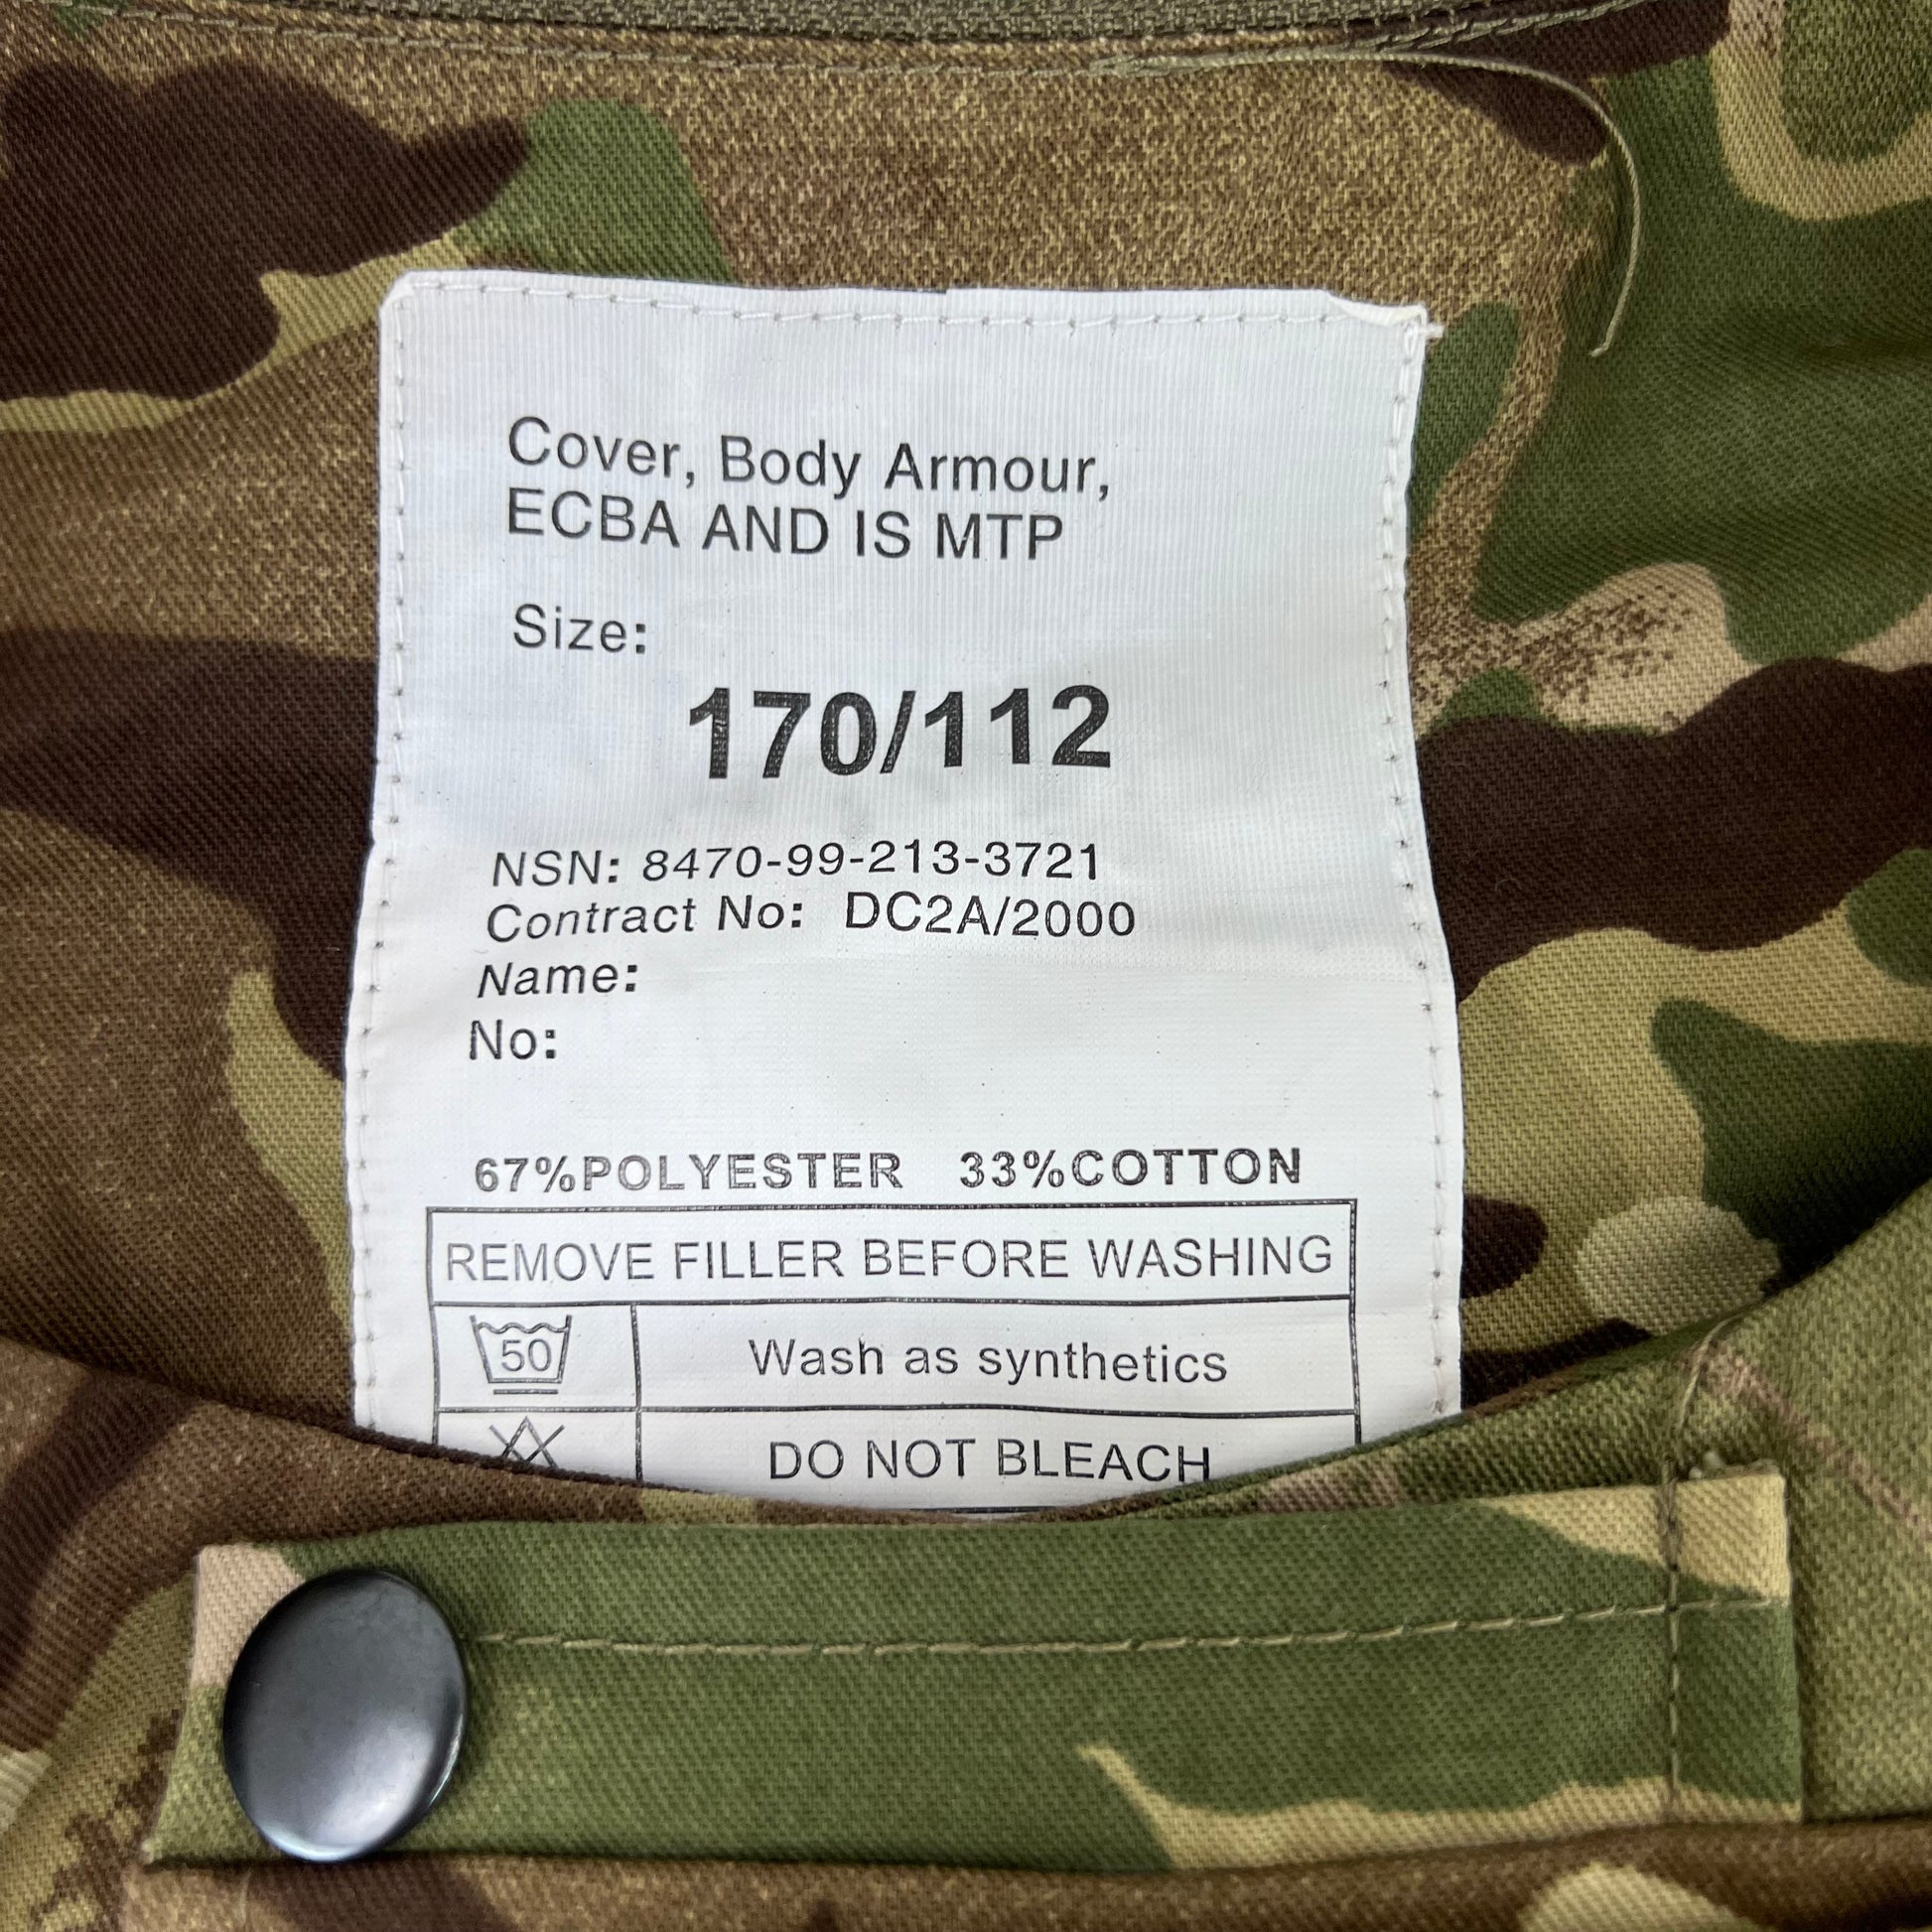 Cover, Body Armour,
ECBA AND IS MTP
Size:
170/112
NSN: 8470-99-213-3721
Contract No: DC2A/2000
Name:
No:
67%POLYESTER 33%COTTON
REMOVE FILLER BEFORE WASHING
50 Wash as synthetics
DO NOT BLEACH